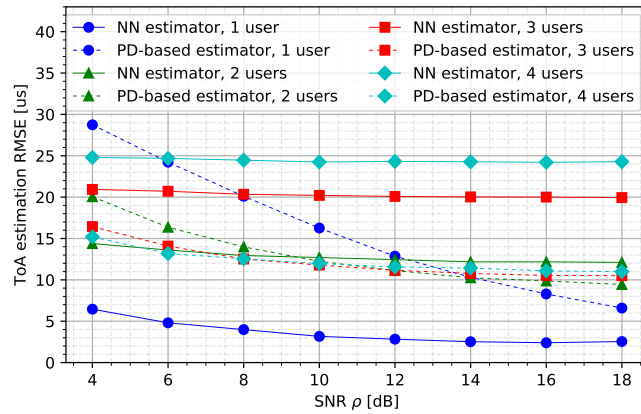 40
35
30
25
20
15
10
5
0
ToA estimation RMSE [us]
NN estimator, 1 user
PD-based estimator, 1 user
NN estimator, 2 users
PD-based estimator, 2 users
NN estimator, 3 users
PD-based estimator, 3 users
NN estimator, 4 users
PD-based estimator, 4 users
4 6 8 10 12 14 16 18
SNR ρ [dB]